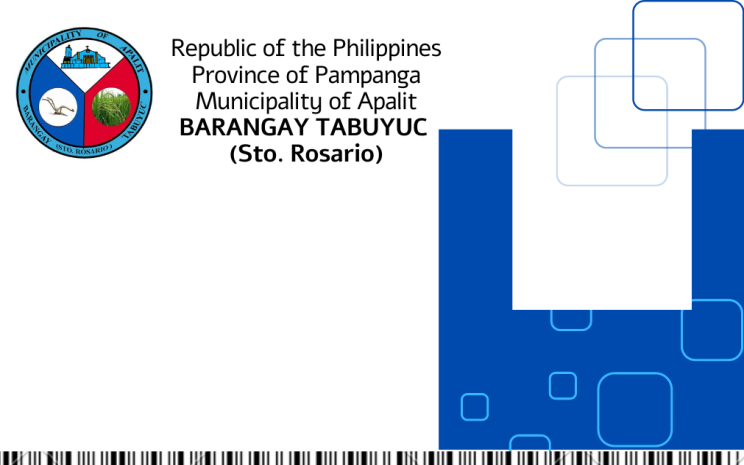 MUNICIPALITY OF APALIT
BARANGAY (STO. ROSARIO) TABUYUC
Republic of the Philippines
Province of Pampanga
Municipality of Apalit
BARANGAY TABUYUC
(Sto. Rosario)